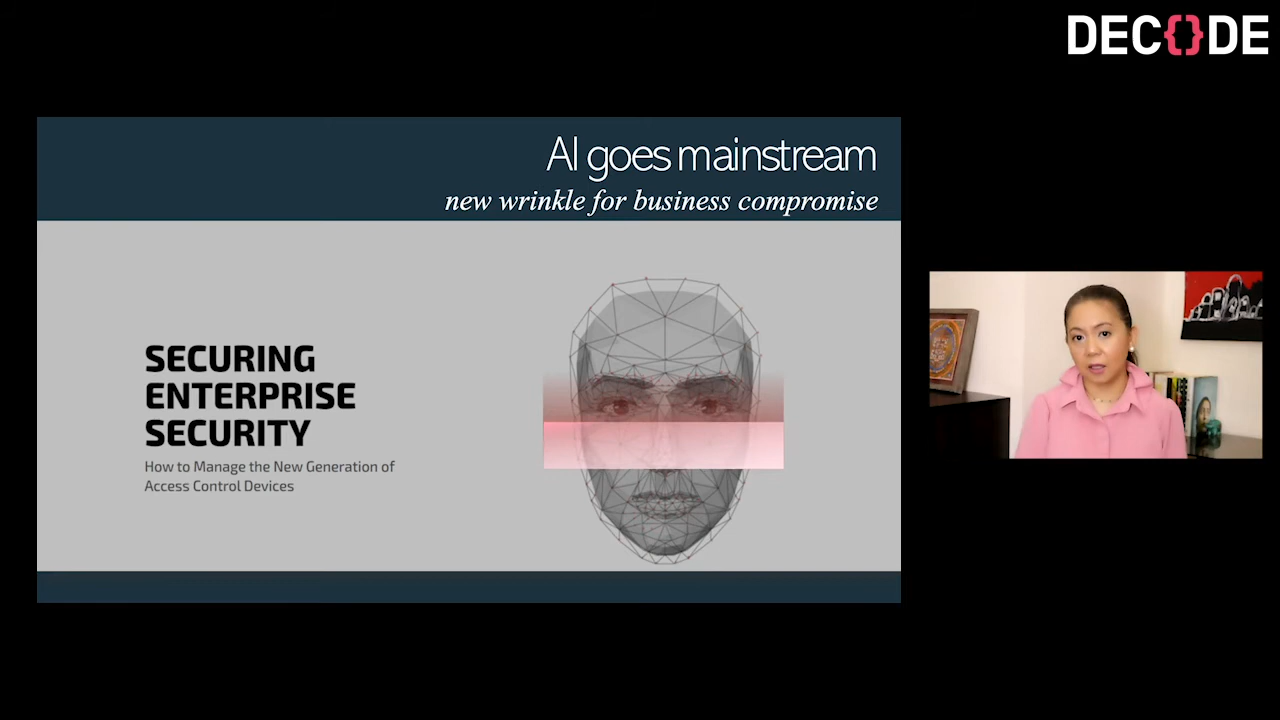 DEC{}DE
AI goes mainstream
new wrinkle for business compromise
SECURING
ENTERPRISE
SECURITY
How to Manage the New Generation of
Access Control Devices